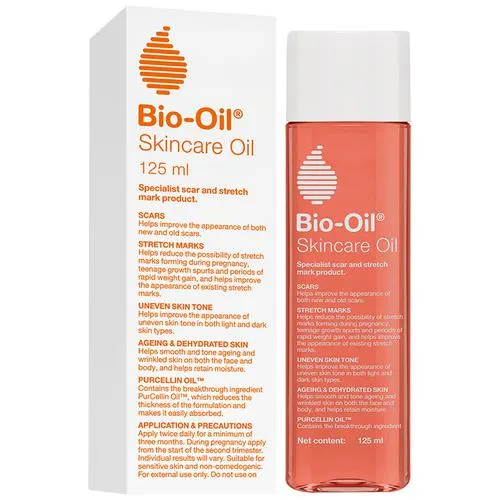 Bio-Oil®
Skincare Oil
125 ml
Specialist scar and stretch
mark product.
SCARS
Helps improve the appearance of both
new and old scars.
STRETCH MARKS
Helps reduce the possibility of stretch
marks forming during pregnancy,
teenage growth spurts and periods of
rapid weight gain, and helps improve
the appearance of existing stretch
marks.
UNEVEN SKIN TONE
Helps improve the appearance of
uneven skin tone in both light and dark
skin types.
AGEING & DEHYDRATED SKIN
Helps smooth and tone ageing and
wrinkled skin on both the face and
body, and helps retain moisture.
PURCELLIN OIL™
Contains the breakthrough ingredient
PurCellin Oil™, which reduces the
thickness of the formulation and
makes it easily absorbed.
APPLICATION & PRECAUTIONS
Apply twice daily for a minimum of
three months. During pregnancy apply
from the start of the second trimester.
Individual results will vary. Suitable for
sensitive skin and non-comedogenic.
For external use only. Do not use on
Bio-Oil®
Skincare Oil
Specialist scar and stretch
mark product.
SCARS
Helps improve the appearance of
both new and old scars.
STRETCH MARKS
Helps reduce the possibility of stretch
marks forming during pregnancy,
teenage growth spurts and periods of
rapid weight gain, and helps improve
the appearance of existing stretch
marks.
UNEVEN SKIN TONE
Helps improve the appearance of
uneven skin tone in both light and
dark skin types.
AGEING & DEHYDRATED SKIN
Helps smooth and tone ageing and
wrinkled skin on both the face and
body, and helps retain moisture.
PURCELLIN OIL™
Contains the breakthrough ingredient
Net content: 125 ml